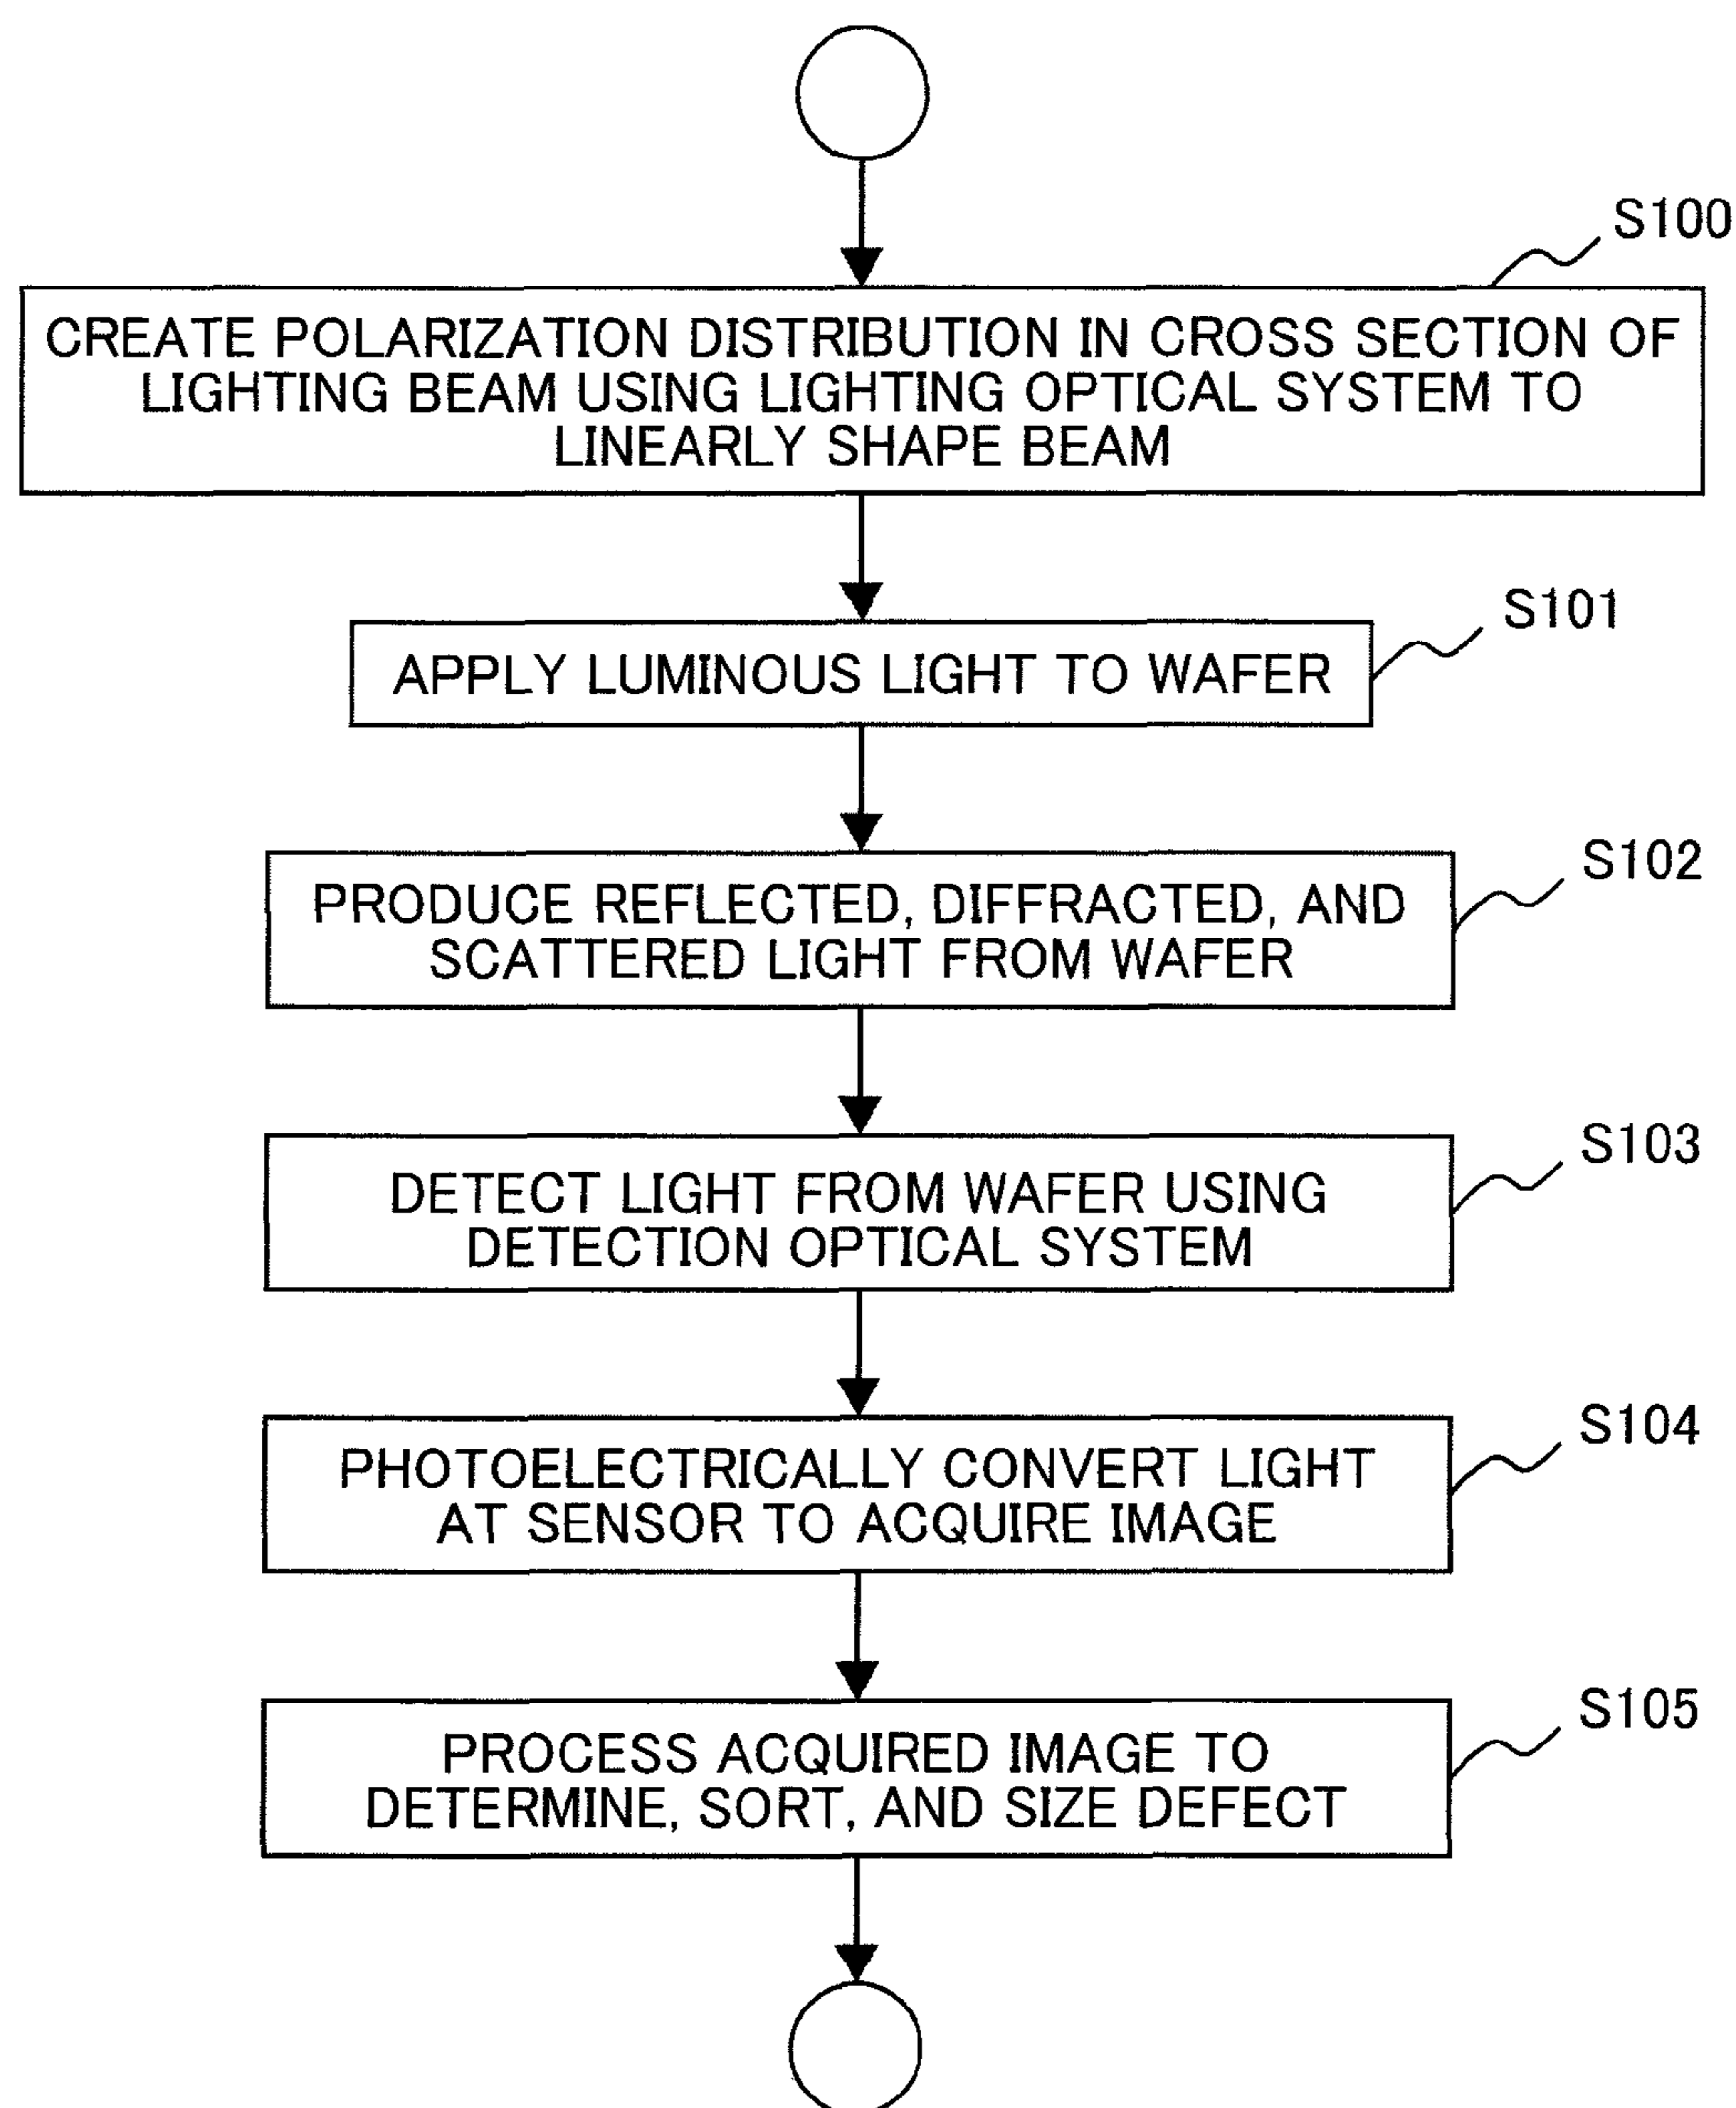 S100
CREATE POLARIZATION DISTRIBUTION IN CROSS SECTION OF
LIGHTING BEAM USING LIGHTING OPTICAL SYSTEM TO
LINEARLY SHAPE BEAM
S101
APPLY LUMINOUS LIGHT TO WAFER
S102
PRODUCE REFLECTED, DIFFRACTED, AND
SCATTERED LIGHT FROM WAFER
S103
DETECT LIGHT FROM WAFER USING
DETECTION OPTICAL SYSTEM
S104
PHOTOELECTRICALLY CONVERT LIGHT
AT SENSOR TO ACQUIRE IMAGE
S105
PROCESS ACQUIRED IMAGE TO
DETERMINE, SORT, AND SIZE DEFECT